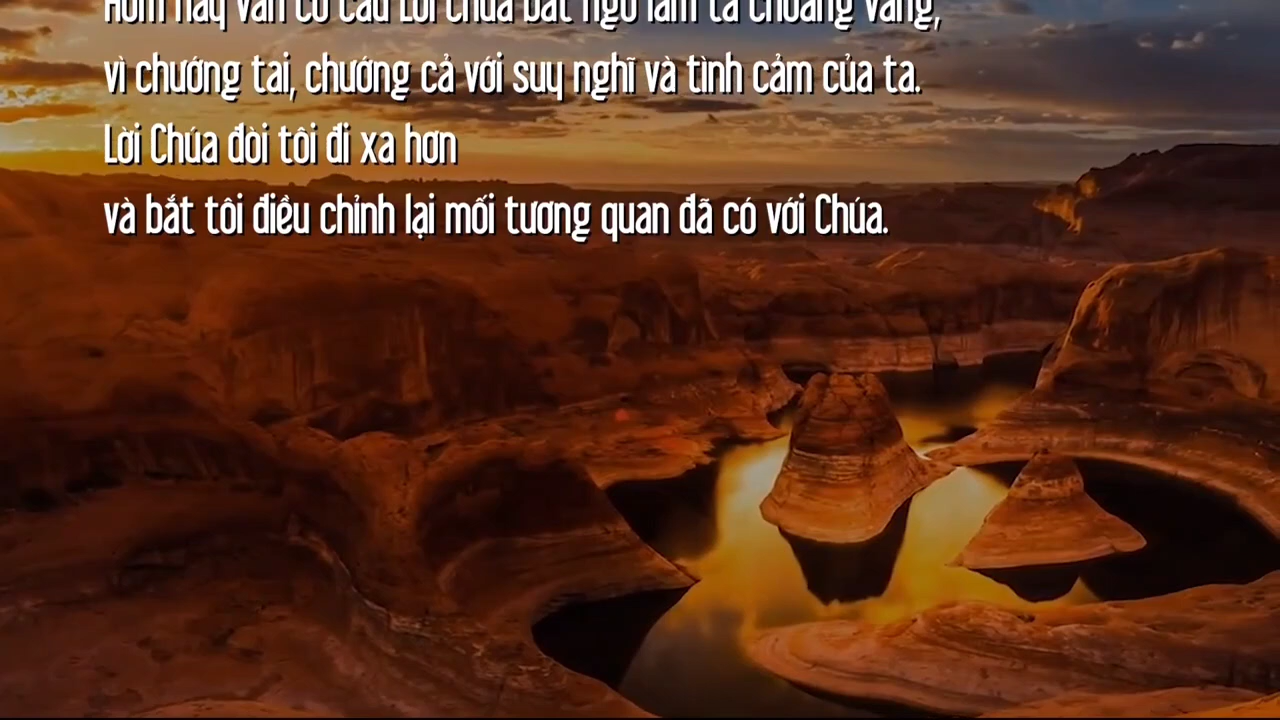 Hôm nay vẫn có câu Lời Chúa bất ngờ làm ta choáng váng,
vì chướng tai, chướng cả với suy nghĩ và tình cảm của ta.
Lời Chúa đòi tôi đi xa hơn
và bắt tôi điều chỉnh lại mối tương quan đã có với Chúa.